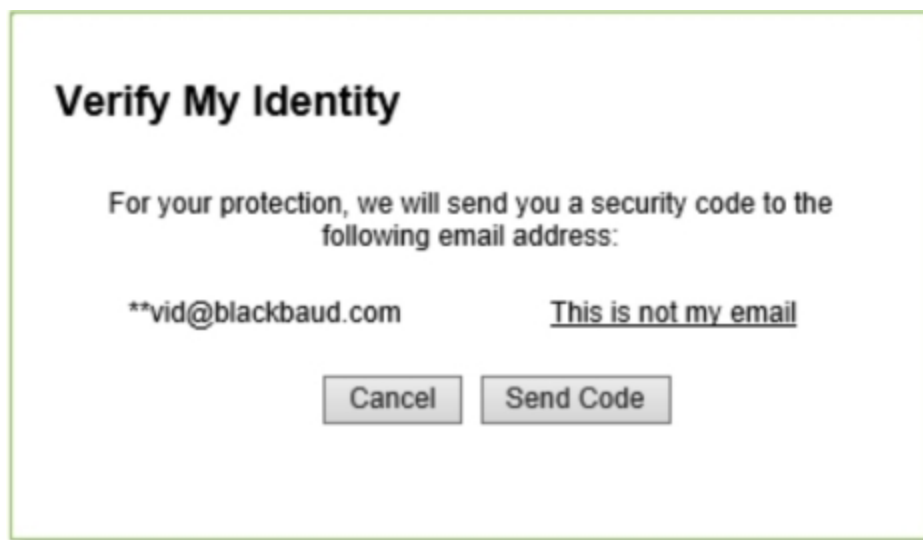 Verify My Identity
For your protection, we will send you a security code to the
following email address:
**vid@blackbaud.com This is not my email
Cancel Send Code